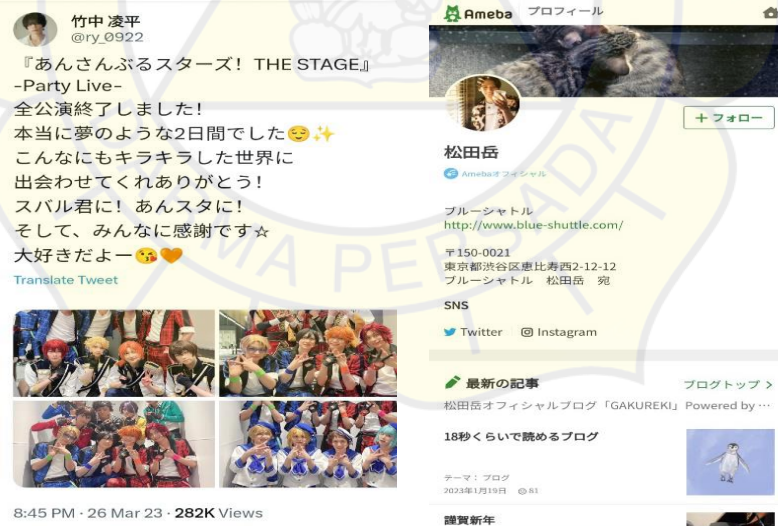 竹中 凌平
@ry_0922
『あんさんぶるスターズ！THE STAGE』
-Party Live-
全公演終了しました！
本当に夢のような2日間でした😌✨
こんなにもキラキラした世界に
出会わせてくれありがとう！
スバル君に！あんスタに！
そして、みんなに感謝です☆
大好きだよー😘🧡
Translate Tweet
8:45 PM · 26 Mar 23 · 282K Views
Ameba プロフィール
＋フォロー
松田岳
Amebaオフィシャル
ブルーシャトル
http://www.blue-shuttle.com/
〒150-0021
東京都渋谷区恵比寿西2-12-12
ブルーシャトル 松田岳 宛
SNS
Twitter Instagram
最新の記事 ブログトップ >
松田岳オフィシャルブログ「GAKUREKI」Powered by ...
18秒くらいで読めるブログ
テーマ： ブログ
2023年1月19日 81
謹賀新年
MA PERSADA